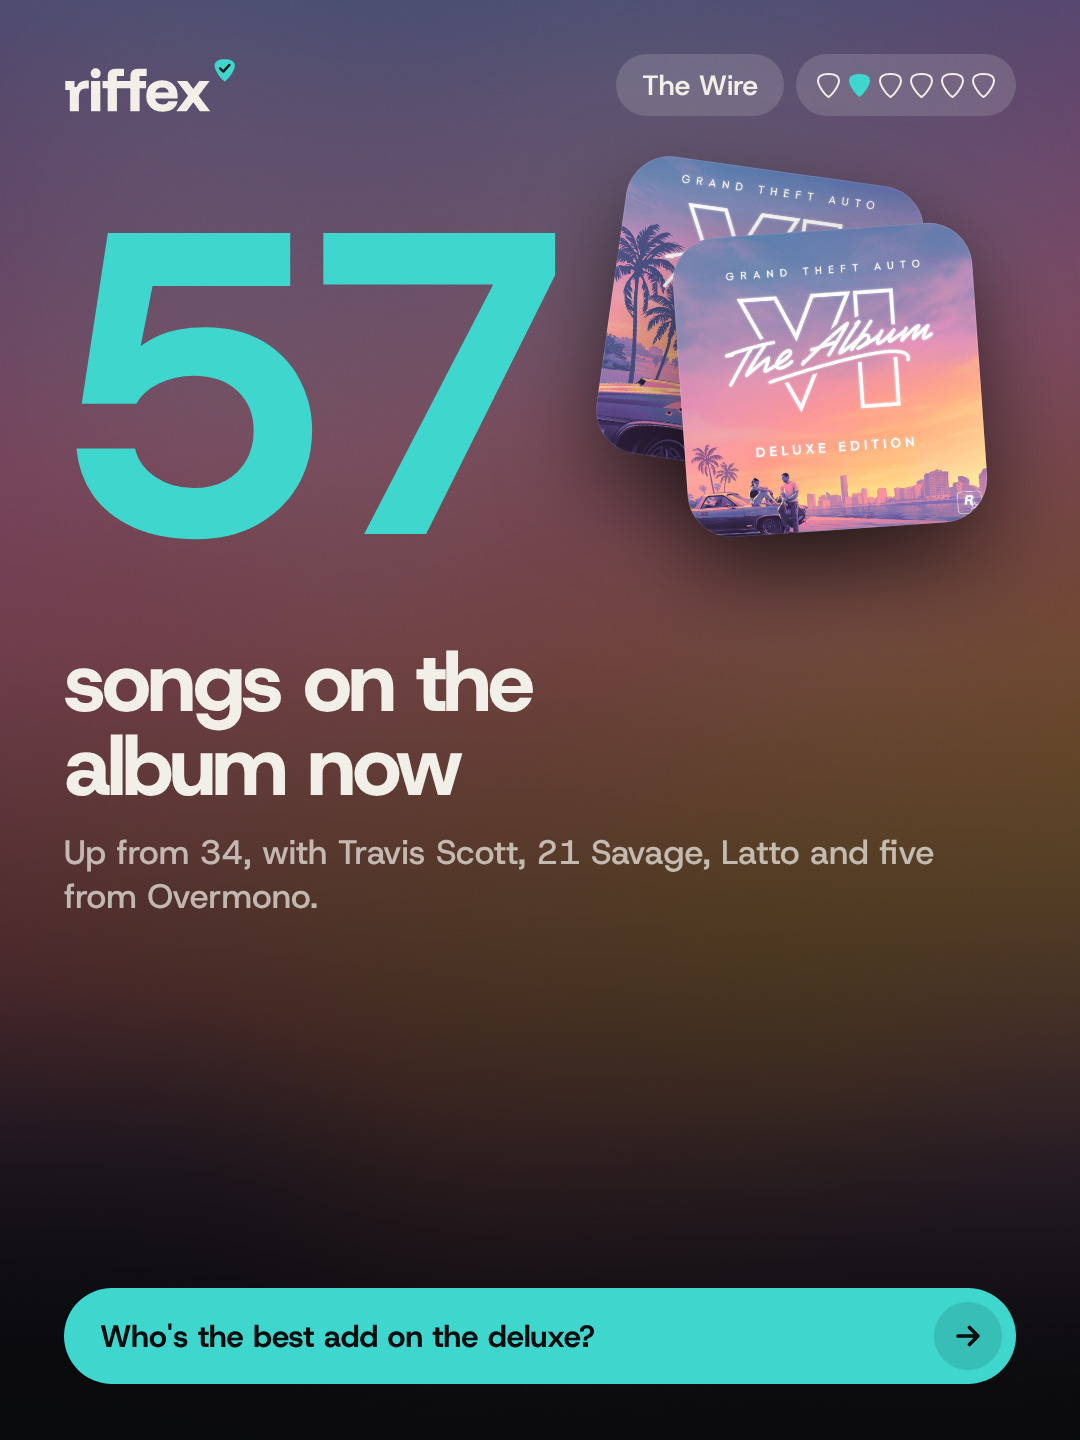 riffex
The Wire
57
GRAND THEFT AUTO
VI
GRAND THEFT AUTO
VI
The Album
DELUXE EDITION
R
songs on the
album now
Up from 34, with Travis Scott, 21 Savage, Latto and five
from Overmono.
Who's the best add on the deluxe?